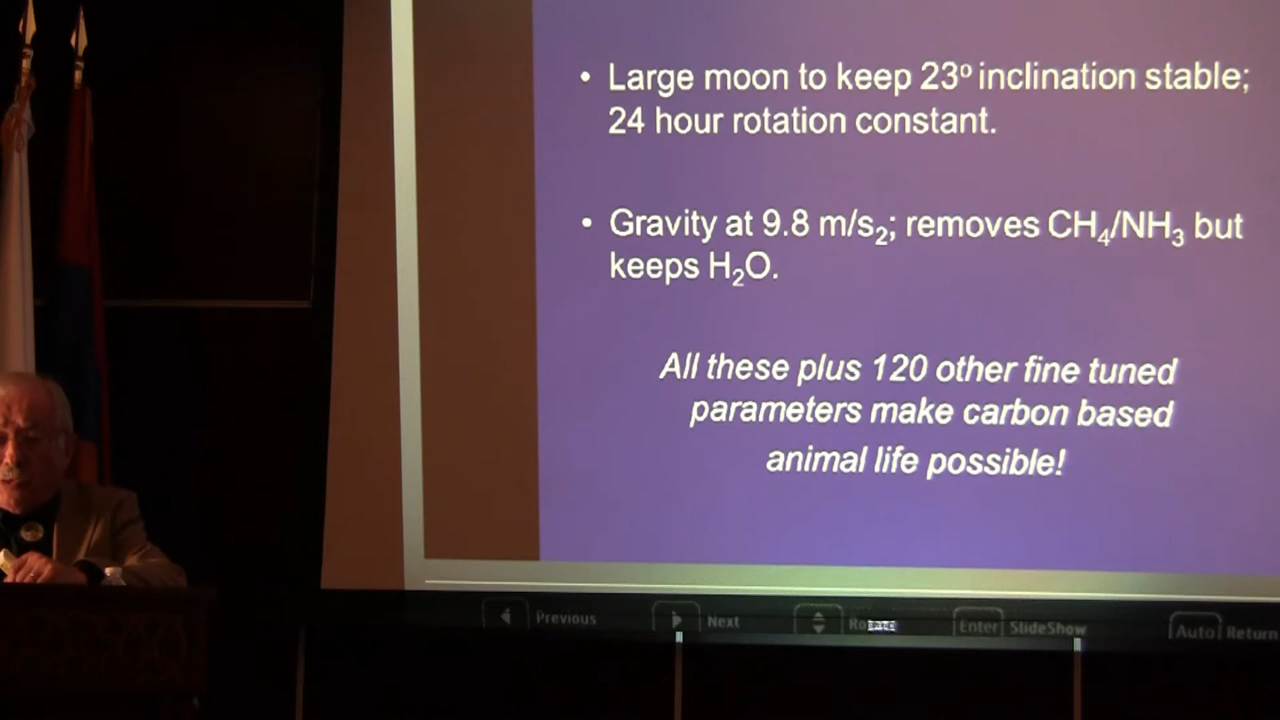 • Large moon to keep 23º inclination stable;
24 hour rotation constant.
• Gravity at 9.8 m/s₂; removes CH₄/NH₃ but
keeps H₂O.
All these plus 120 other fine tuned
parameters make carbon based
animal life possible!
Previous Next Enter SlideShow Auto Return